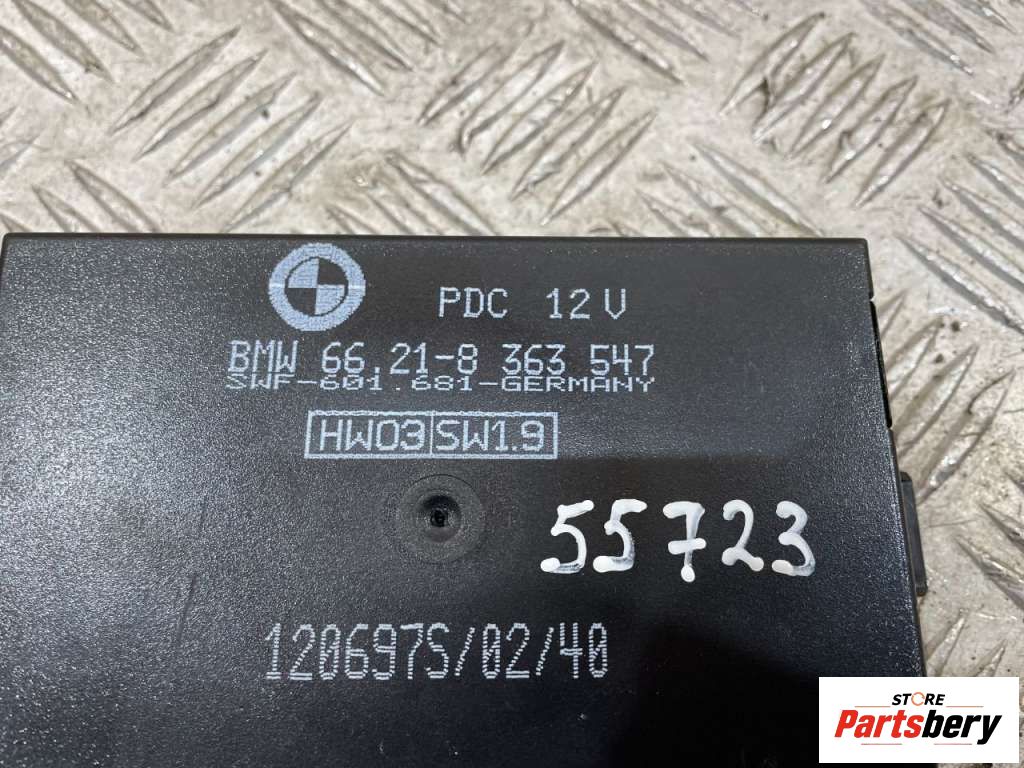 PDC 12V
BMW 66.21-8 363 547
SWF-601.681-GERMANY
HW03 SW1.9
55723
120697S/02/40
STORE
Partsbery